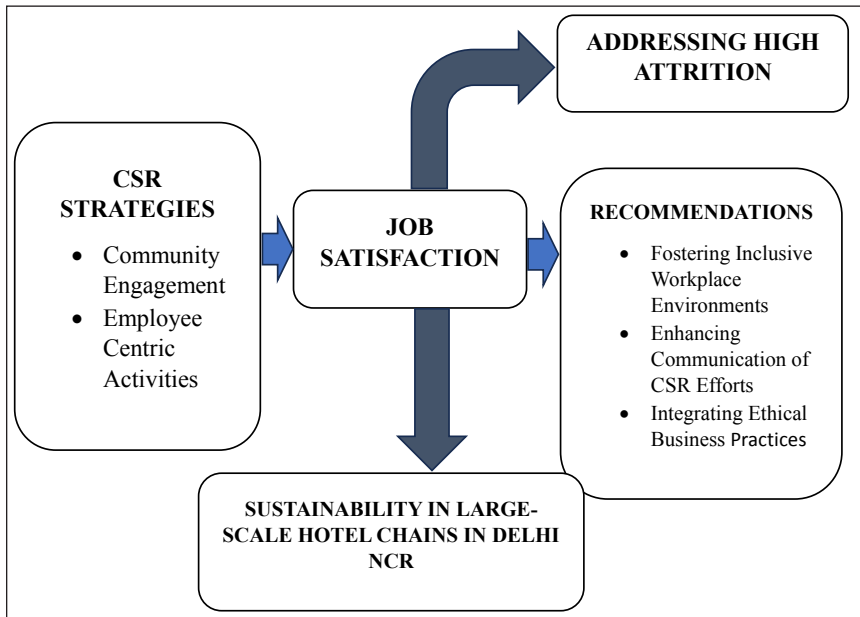 ADDRESSING HIGH
ATTRITION
CSR
STRATEGIES
• Community
Engagement
• Employee
Centric
Activities
JOB
SATISFACTION
RECOMMENDATIONS
• Fostering Inclusive
Workplace
Environments
• Enhancing
Communication of
CSR Efforts
• Integrating Ethical
Business Practices
SUSTAINABILITY IN LARGE-
SCALE HOTEL CHAINS IN DELHI
NCR